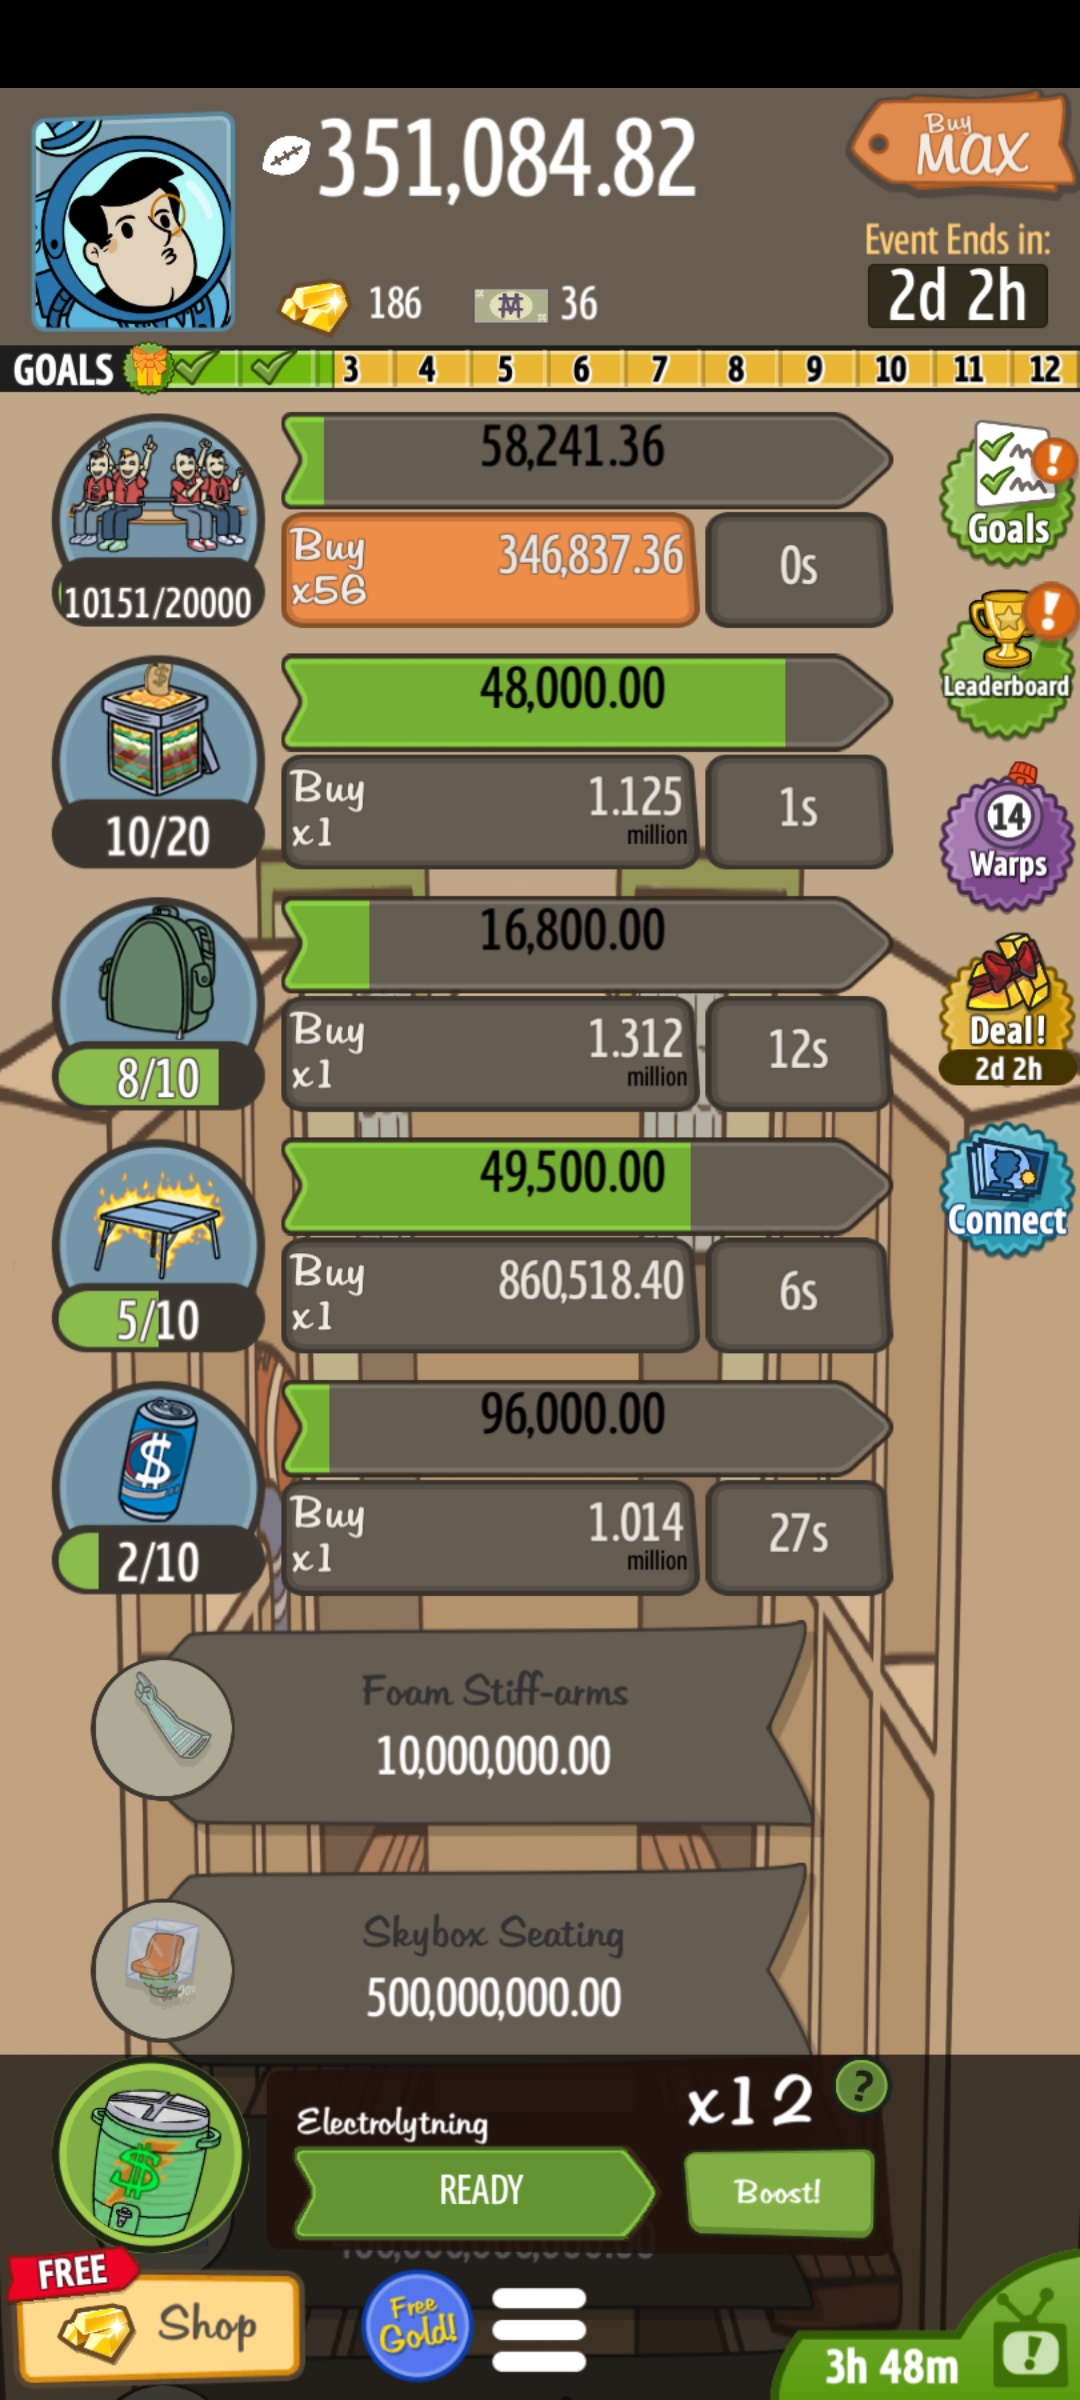 351,084.82
Buy
MAX
186
36
Event Ends in:
2d 2h
GOALS 3 4 5 6 7 8 9 10 11 12
58,241.36
Buy
x56
346,837.36
0s
10151/20000
Goals
48,000.00
Leaderboard
Buy
x1
1.125
million
1s
10/20
14
Warps
16,800.00
Buy
x1
1.312
million
12s
8/10
Deal!
2d 2h
49,500.00
Connect
Buy
x1
860,518.40
6s
5/10
96,000.00
Buy
x1
1.014
million
27s
2/10
Foam Stiff-arms
10,000,000.00
Skybox Seating
500,000,000.00
Electrolytning
x12
?
READY
Boost!
FREE
Shop
Free
Gold!
3h 48m